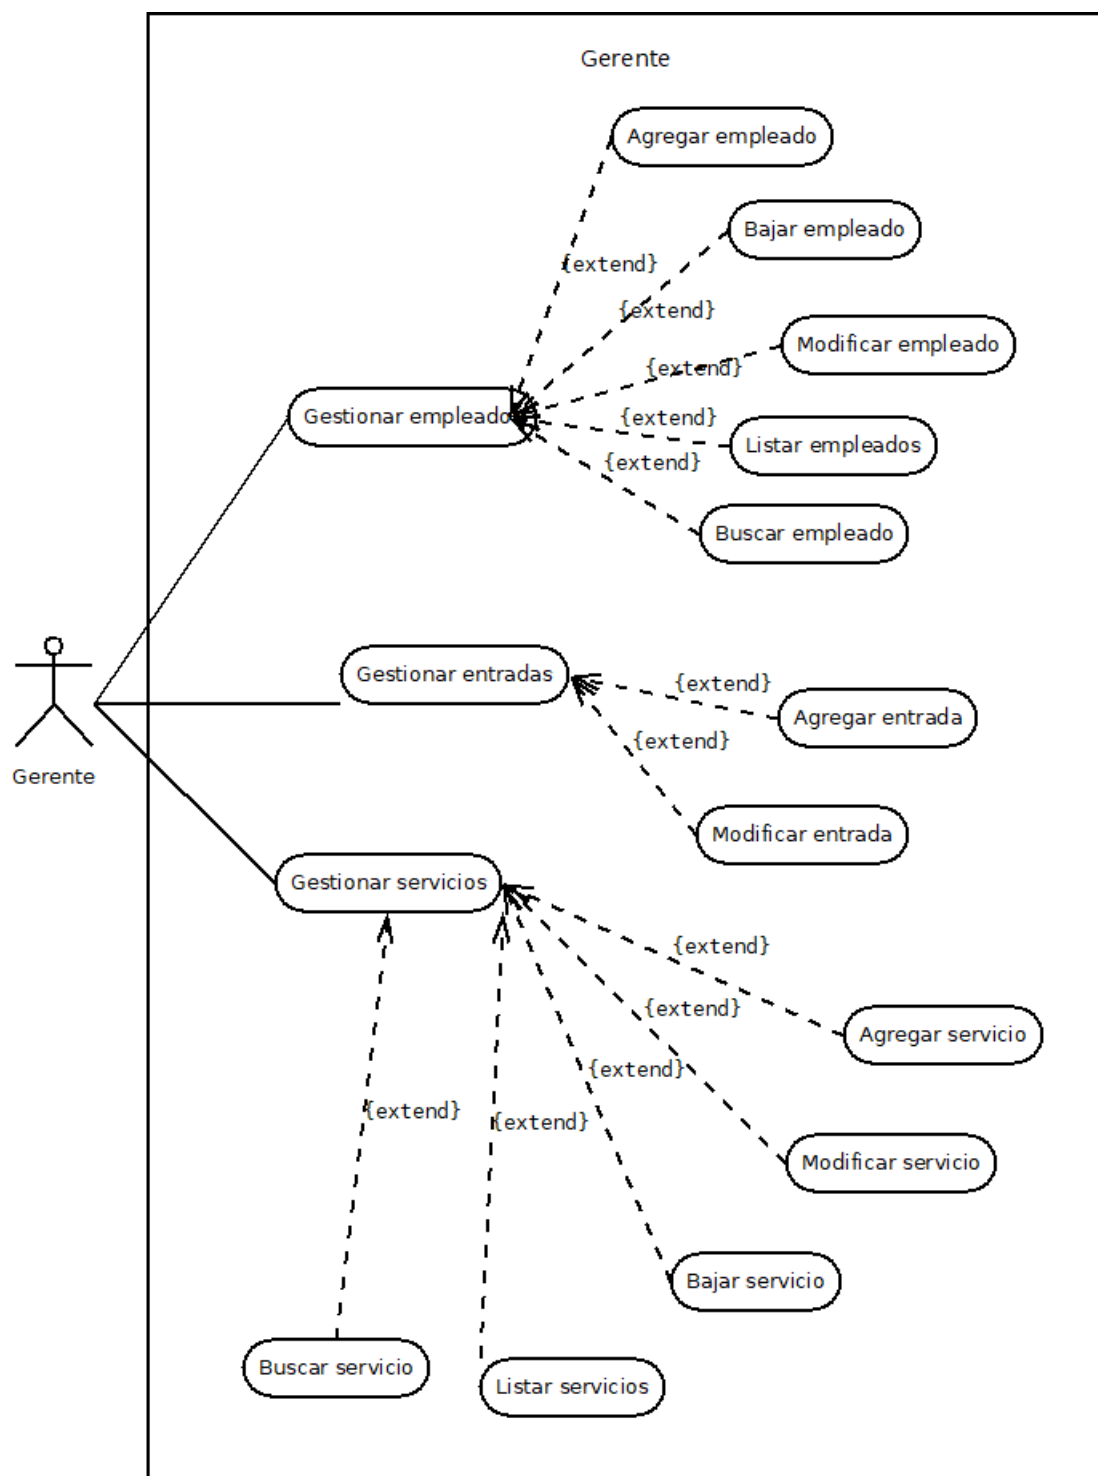 Gerente
Agregar empleado
Bajar empleado
{extend}
{extend}
Modificar empleado
{extend}
Gestionar empleado
{extend}
Listar empleados
{extend}
Buscar empleado
Gestionar entradas
{extend}
Agregar entrada
{extend}
Gerente
Modificar entrada
Gestionar servicios
{extend}
{extend}
Agregar servicio
{extend}
{extend}
{extend}
Modificar servicio
Bajar servicio
Buscar servicio
Listar servicios